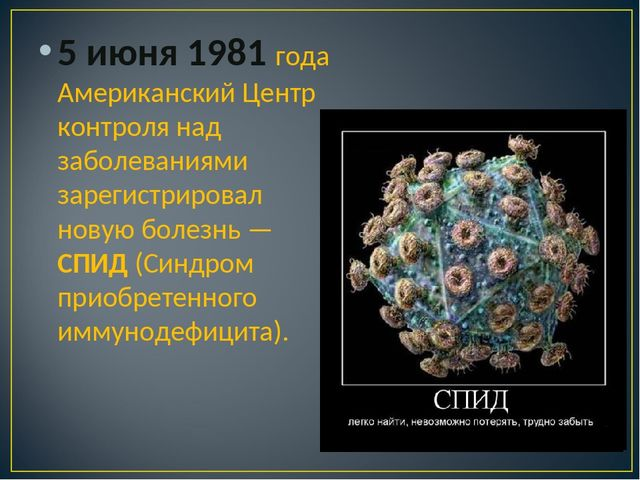 • 5 июня 1981 года
Американский Центр
контроля над
заболеваниями
зарегистрировал
новую болезнь —
СПИД (Синдром
приобретенного
иммунодефицита).
СПИД
легко найти, невозможно потерять, трудно забыть